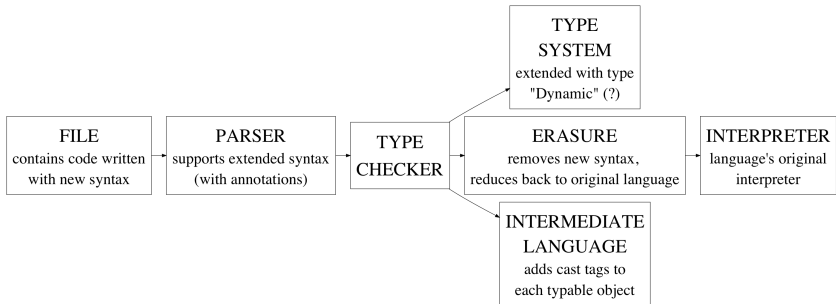 TYPE
SYSTEM
extended with type
"Dynamic" (?)
FILE
contains code written
with new syntax
PARSER
supports extended syntax
(with annotations)
TYPE
CHECKER
ERASURE
removes new syntax,
reduces back to original language
INTERPRETER
language's original
interpreter
INTERMEDIATE
LANGUAGE
adds cast tags to
each typable object